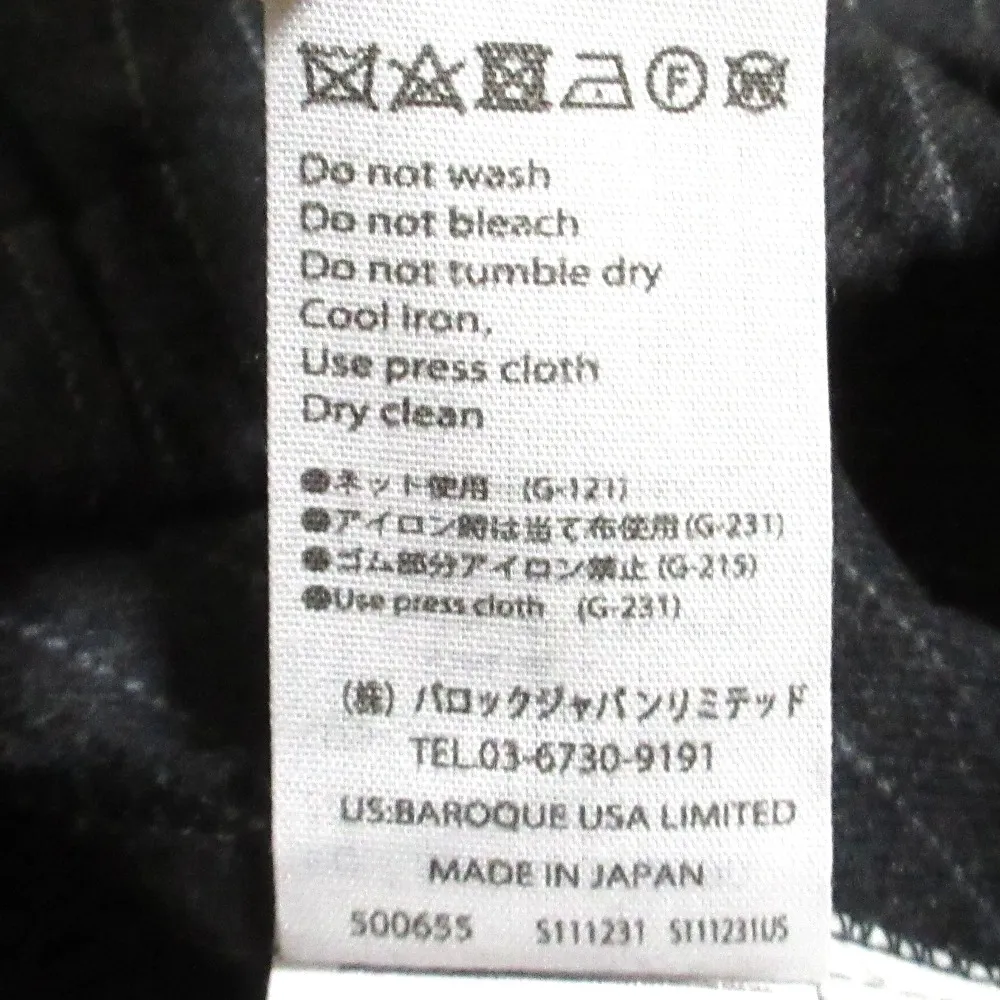 F
W
Do not wash
Do not bleach
Do not tumble dry
Cool iron,
Use press cloth
Dry clean
●ネット使用 (G-121)
●アイロン時は当て布使用(G-231)
●ゴム部分アイロン禁止(G-215)
●Use press cloth (G-231)
(株) バロックジャパンリミテッド
TEL.03-6730-9191
US:BAROQUE USA LIMITED
MADE IN JAPAN
500655 S111231 ST11231US